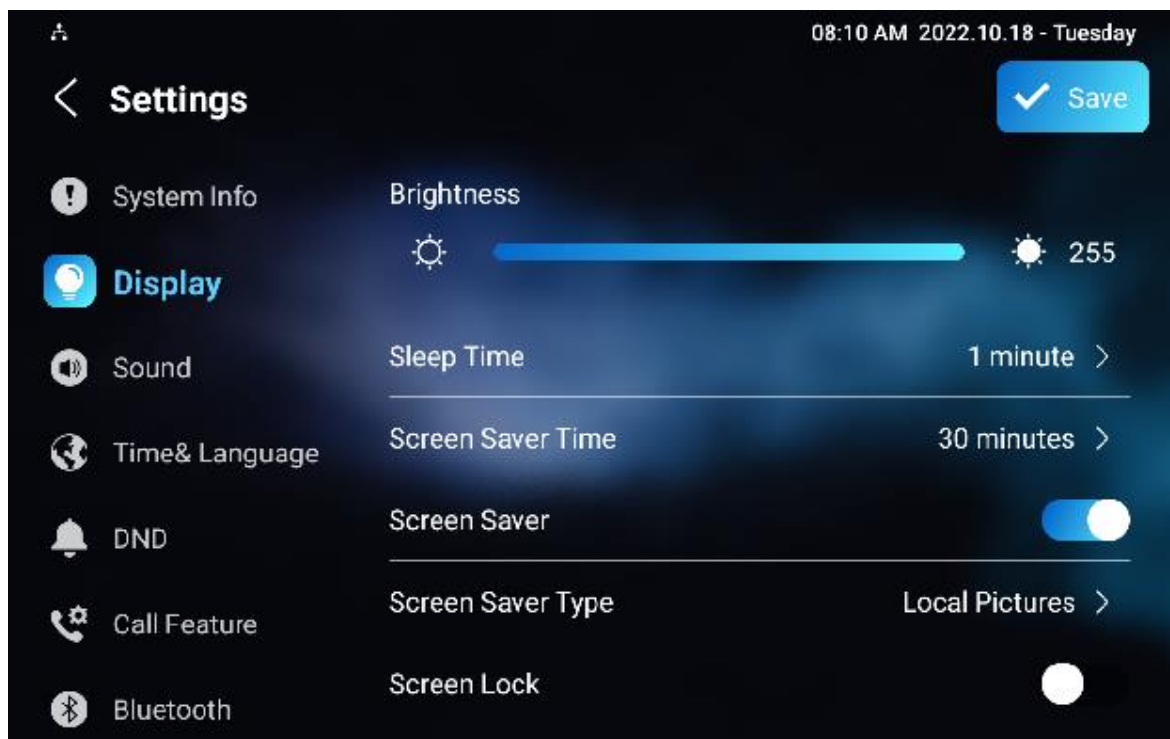 08:10 AM 2022.10.18 - Tuesday
Settings
Save
System Info
Display
Sound
Time& Language
DND
Call Feature
Bluetooth
Brightness
255
Sleep Time
1 minute
Screen Saver Time
30 minutes
Screen Saver
Screen Saver Type
Local Pictures
Screen Lock